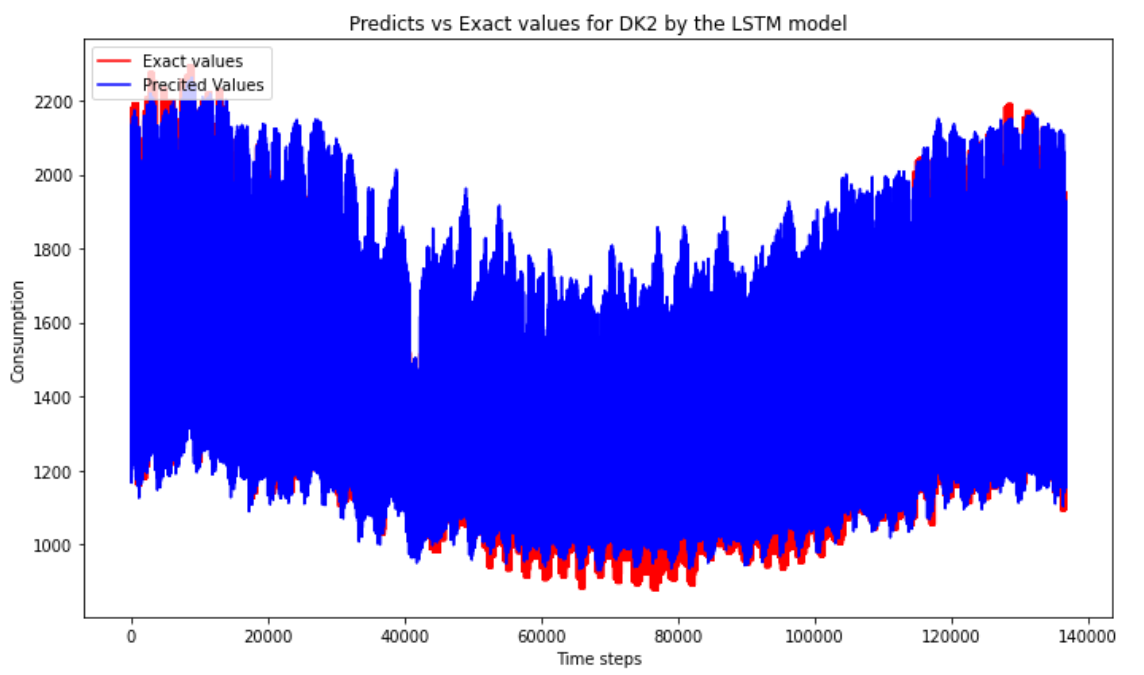 Predicts vs Exact values for DK2 by the LSTM model
Exact values
Precited Values
2200
2000
1800
1600
1400
1200
1000
Consumption
0 20000 40000 60000 80000 100000 120000 140000
Time steps